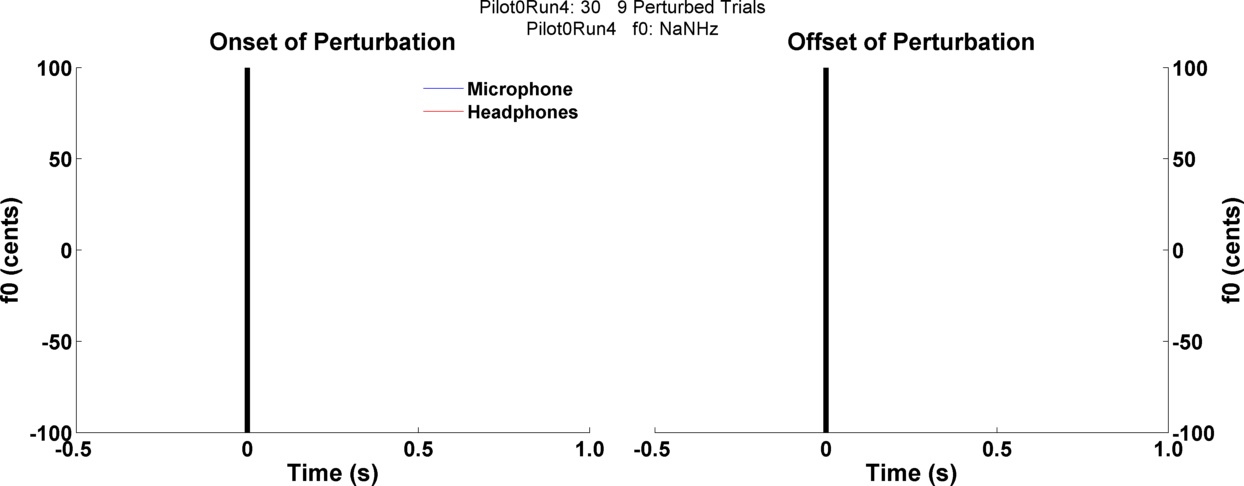 Pilot0Run4: 30   9 Perturbed Trials
Pilot0Run4   f0: NaNHz
Onset of Perturbation
100
50
0
-50
-100
f0 (cents)
Microphone
Headphones
-0.5
0
0.5
1.0
Time (s)
Offset of Perturbation
-0.5
0
0.5
1.0
Time (s)
100
50
0
-50
-100
f0 (cents)